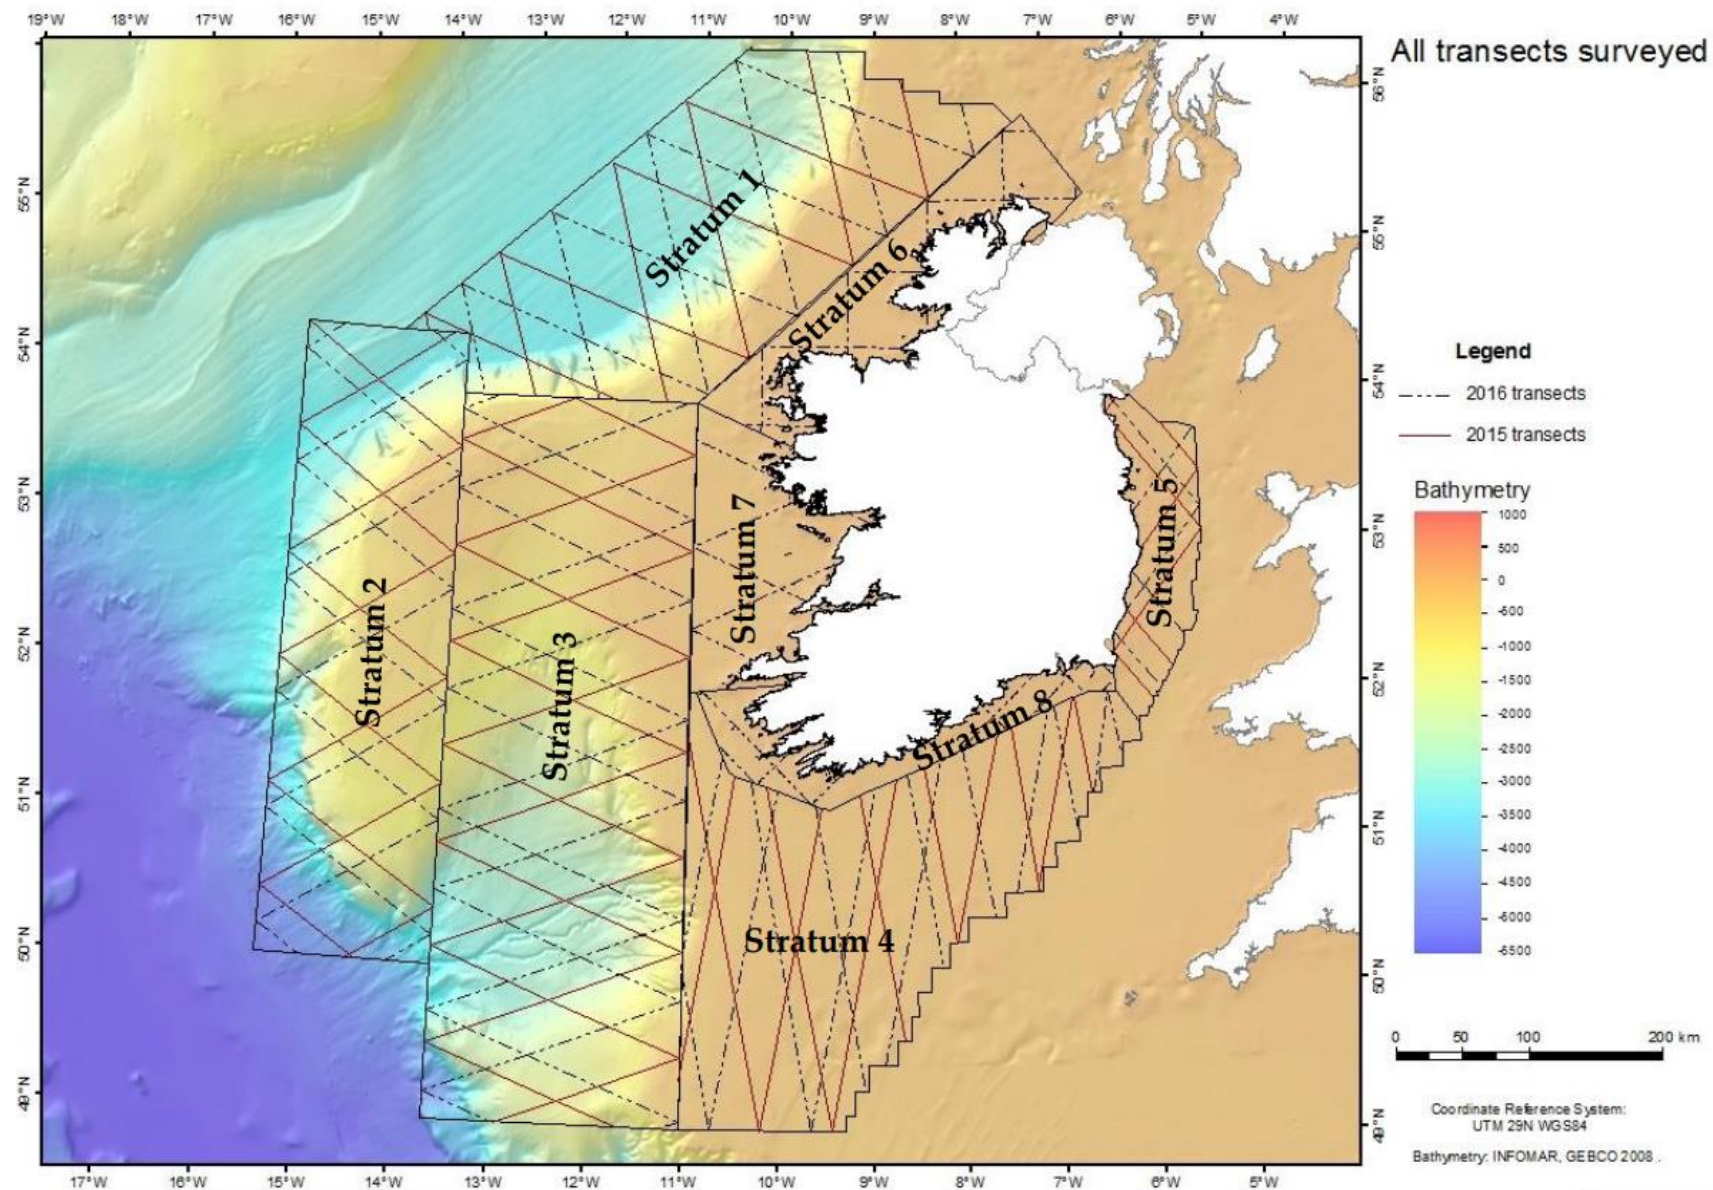 19°W 18°W 17°W 16°W 15°W 14°W 13°W 12°W 11°W 10°W 9°W 8°W 7°W 6°W 5°W 4°W
All transects surveyed
56°N
55°N
55°N
54°N
54°N
53°N
53°N
52°N
52°N
51°N
51°N
50°N
50°N
49°N
49°N
Stratum 1
Stratum 6
Stratum 2
Stratum 3
Stratum 7
Stratum 5
Stratum 8
Stratum 4
Legend
2016 transects
2015 transects
Bathymetry
1000
500
0
-500
-1000
-1500
-2000
-2500
-3000
-3500
-4000
-4500
-5000
-6000
-6500
0 50 100 200 km
Coordinate Reference System:
UTM 29N WGS84
Bathymetry: INFOMAR, GEBCO 2008 .
17°W 16°W 15°W 14°W 13°W 12°W 11°W 10°W 9°W 8°W 7°W 6°W 5°W